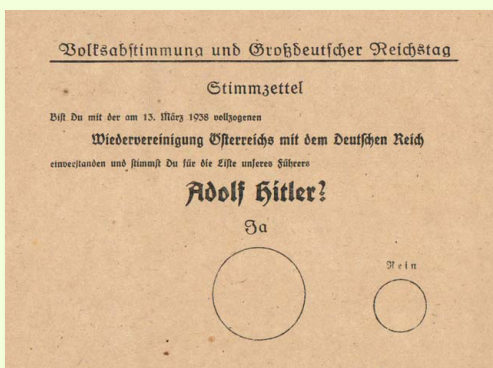 Volksabstimmung und Großdeutscher Reichstag
Stimmzettel
Bist Du mit der am 13. März 1938 vollzogenen
Wiedervereinigung Österreichs mit dem Deutschen Reich
einverstanden und stimmst Du für die Liste unseres Führers
Adolf Hitler?
Ja
Nein